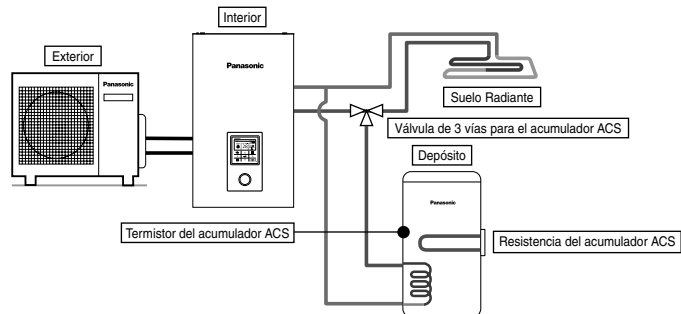 Interior
Exterior
Panasonic
Panasonic
Suelo Radiante
Válvula de 3 vías para el acumulador ACS
Depósito
Panasonic
Termistor del acumulador ACS
Resistencia del acumulador ACS